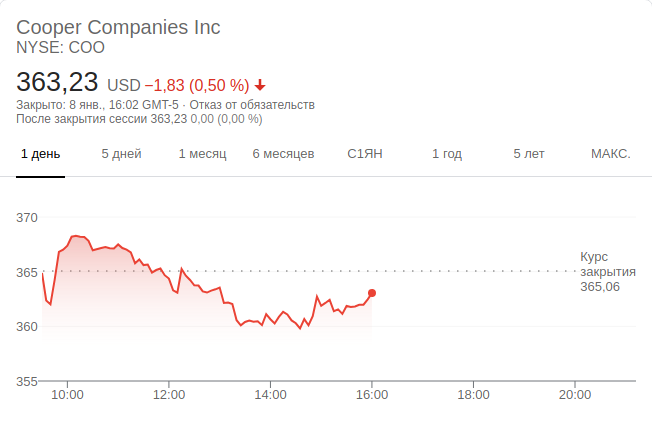 Cooper Companies Inc
NYSE: COO
363,23 USD −1,83 (0,50 %)
Закрыто: 8 янв., 16:02 GMT-5 · Отказ от обязательств
После закрытия сессии 363,23 0,00 (0,00 %)
1 день 5 дней 1 месяц 6 месяцев С1ЯН 1 год 5 лет МАКС.
370
Курс
365 закрытия
365,06
360
355
10:00 12:00 14:00 16:00 18:00 20:00